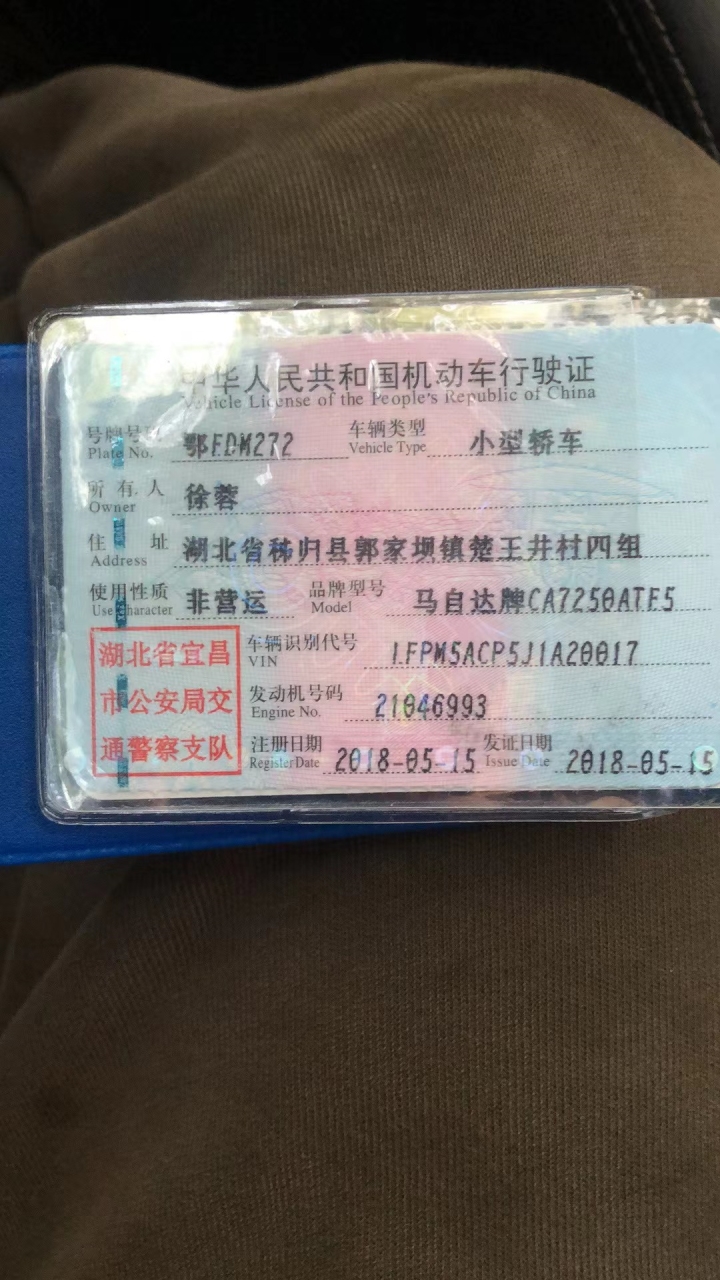 中华人民共和国机动车行驶证
Vehicle License of the People's Republic of China
号牌号码 鄂FDM272 车辆类型 小型轿车
Plate No. Vehicle Type
所有人 徐蓉
Owner
住址 湖北省秭归县郭家坝镇楚王井村四组
Address
使用性质 非营运 品牌型号 马自达牌CA7250ATE5
Use Character Model
湖北省宜昌
市公安局交
通警察支队
车辆识别代号 LFPM5ACP5J1A20017
VIN
发动机号码 21046993
Engine No.
注册日期 2018-05-15 发证日期 2018-05-15
Register Date Issue Date